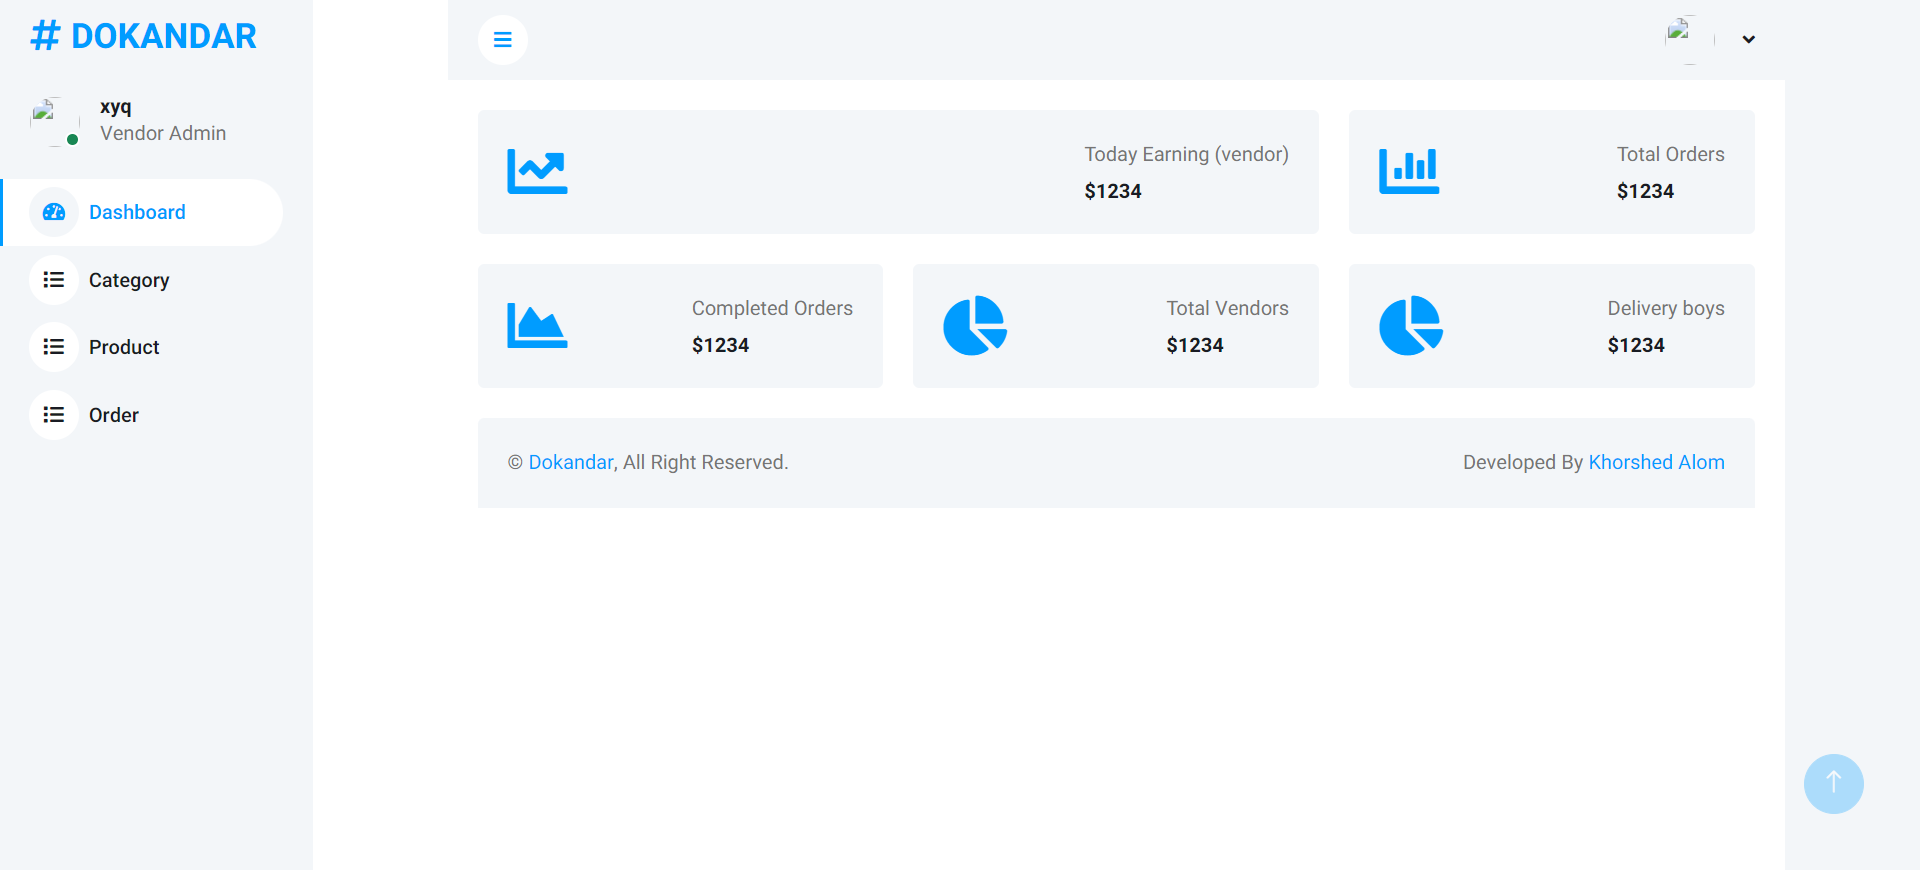 # DOKANDAR
xyq
Vendor Admin
Dashboard
Category
Product
Order
Today Earning (vendor)
$1234
Total Orders
$1234
Completed Orders
$1234
Total Vendors
$1234
Delivery boys
$1234
© Dokandar, All Right Reserved.
Developed By Khorshed Alom